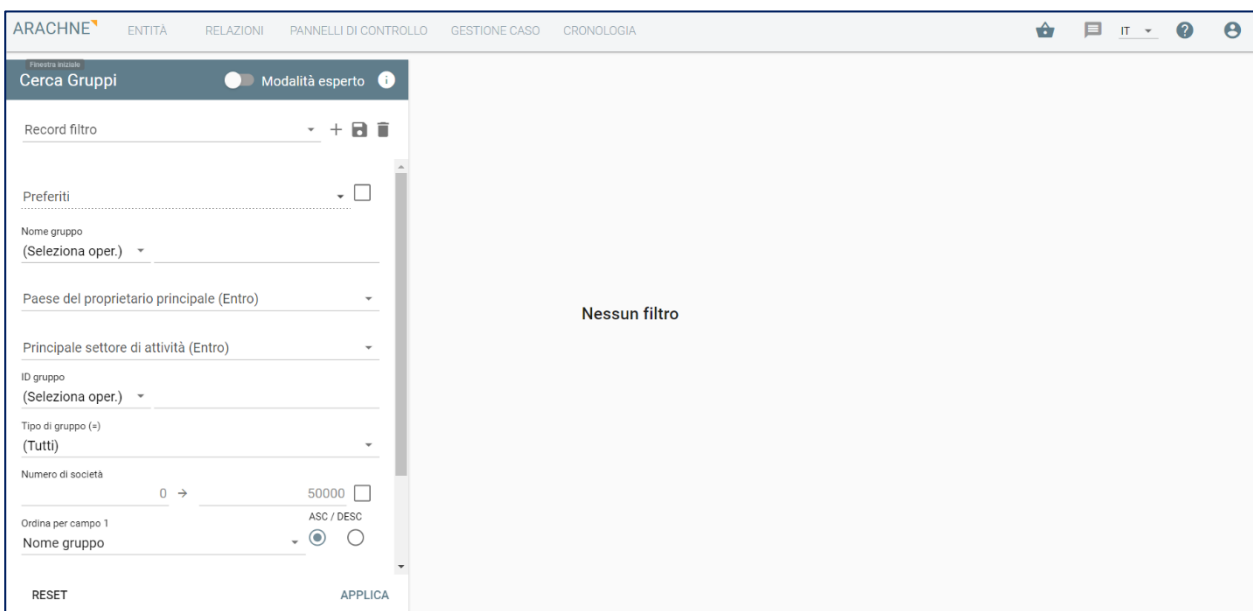 ARACHNE ENTITÀ RELAZIONI PANNELLI DI CONTROLLO GESTIONE CASO CRONOLOGIA IT
Finestra iniziale
Cerca Gruppi Modalità esperto
Record filtro
Preferiti
Nome gruppo
(Seleziona oper.)
Paese del proprietario principale (Entro)
Nessun filtro
Principale settore di attività (Entro)
ID gruppo
(Seleziona oper.)
Tipo di gruppo (=)
(Tutti)
Numero di società
0 → 50000
Ordina per campo 1 ASC / DESC
Nome gruppo
RESET APPLICA